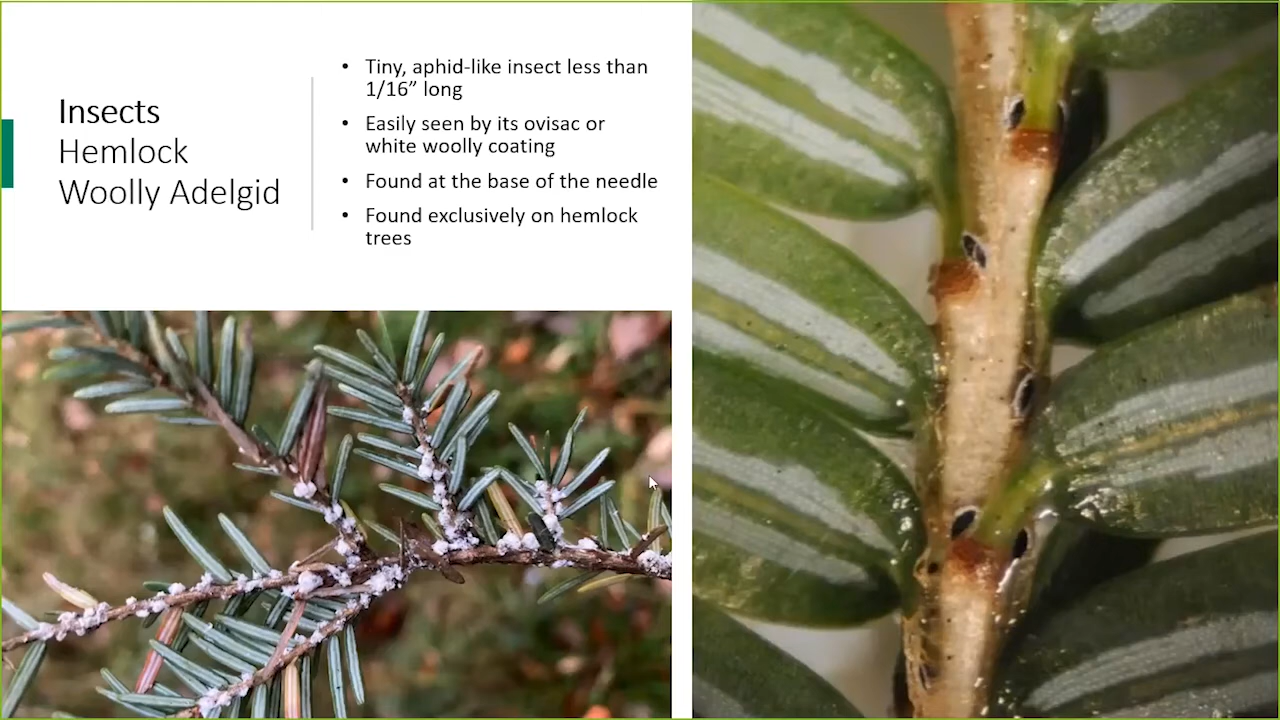 Insects
Hemlock
Woolly Adelgid
• Tiny, aphid-like insect less than
1/16” long
• Easily seen by its ovisac or
white woolly coating
• Found at the base of the needle
• Found exclusively on hemlock
trees